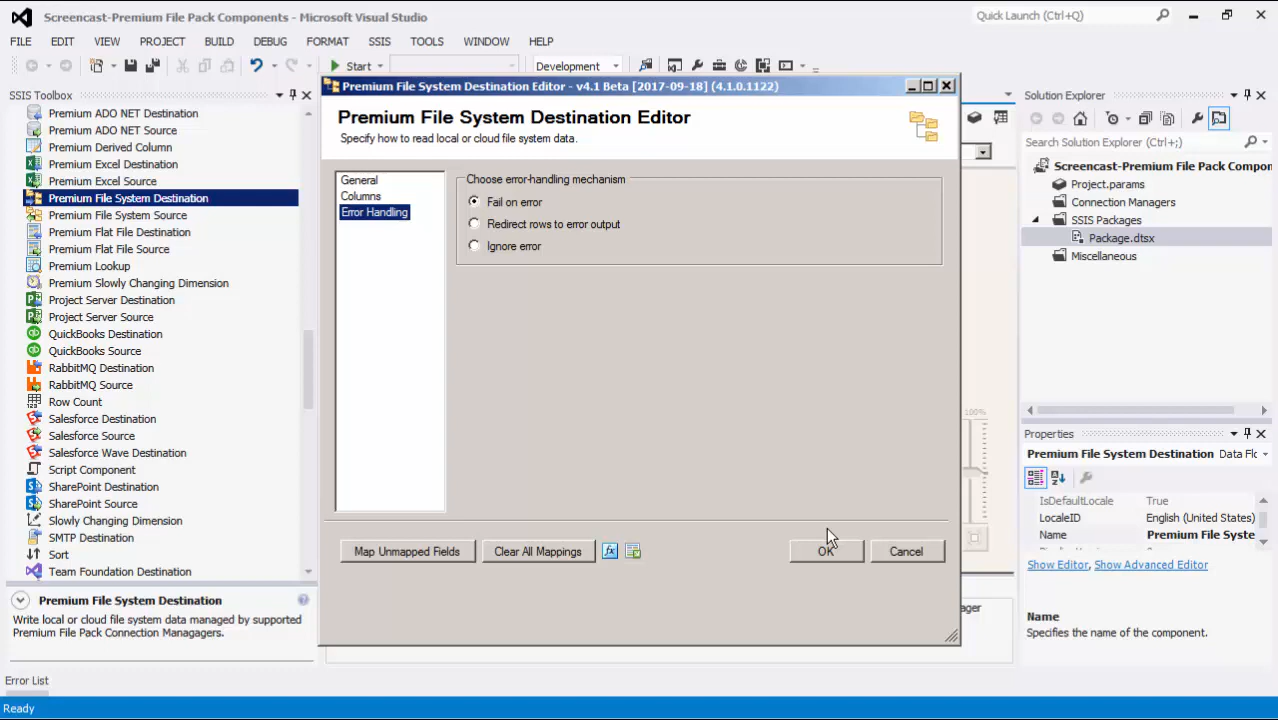 Screencast-Premium File Pack Components - Microsoft Visual Studio
Quick Launch (Ctrl+Q)
FILE EDIT VIEW PROJECT BUILD DEBUG FORMAT SSIS TOOLS WINDOW HELP
Start
Development
SSIS Toolbox
Premium ADO NET Destination
Premium ADO NET Source
Premium Derived Column
Premium Excel Destination
Premium Excel Source
Premium File System Destination
Premium File System Source
Premium Flat File Destination
Premium Flat File Source
Premium Lookup
Premium Slowly Changing Dimension
Project Server Destination
Project Server Source
QuickBooks Destination
QuickBooks Source
RabbitMQ Destination
RabbitMQ Source
Row Count
Salesforce Destination
Salesforce Source
Salesforce Wave Destination
Script Component
SharePoint Destination
SharePoint Source
Slowly Changing Dimension
SMTP Destination
Sort
Team Foundation Destination
Premium File System Destination
Write local or cloud file system data managed by supported
Premium File Pack Connection Managagers.
Error List
Ready
Premium File System Destination Editor - v4.1 Beta [2017-09-18] (4.1.0.1122)
Premium File System Destination Editor
Specify how to read local or cloud file system data.
General
Columns
Error Handling
Choose error-handling mechanism
Fail on error
Redirect rows to error output
Ignore error
Map Unmapped Fields
Clear All Mappings
fx
OK
Cancel
100%
ager
Solution Explorer
Search Solution Explorer (Ctrl+;)
Screencast-Premium File Pack Compon
Project.params
Connection Managers
SSIS Packages
Package.dtsx
Miscellaneous
Properties
Premium File System Destination Data Flo
IsDefaultLocale True
LocaleID English (United States)
Name Premium File Syste
Show Editor, Show Advanced Editor
Name
Specifies the name of the component.